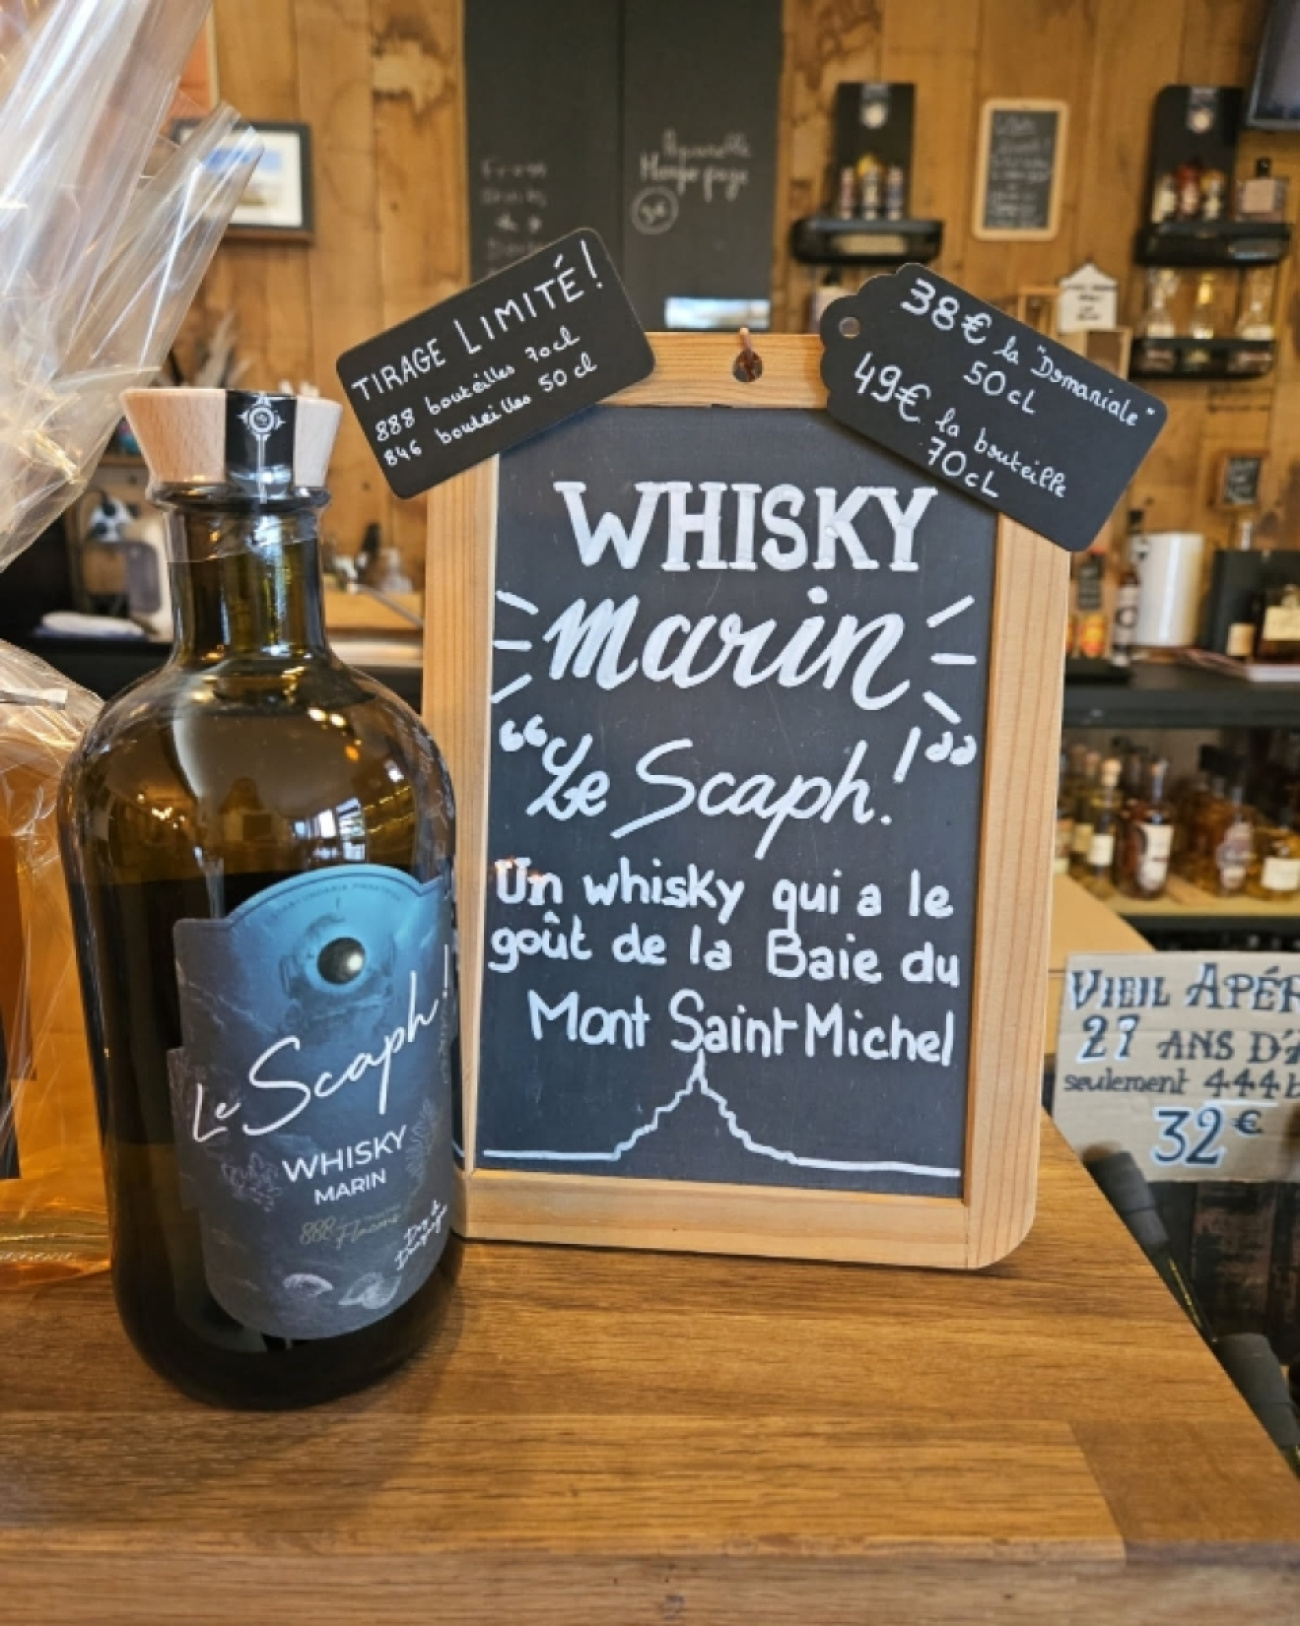 TIRAGE LIMITÉ!
888 bouteilles 70cl
846 bouteilles 50cl
38€ la "Domaniale"
50cL
49€ la bouteille
70cL
WHISKY
marin
"Le Scaph!"
Un whisky qui a le
goût de la Baie du
Mont Saint Michel
Le Scaph!
WHISKY
MARIN
888
Flacons
VIEIL APÉR
27 ANS D'
seulement 444
32€